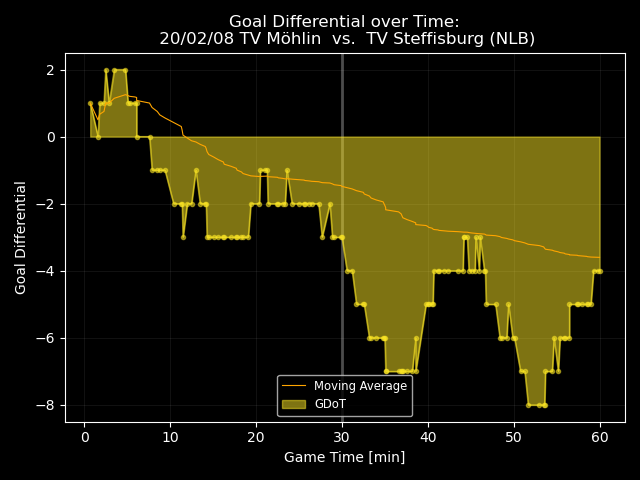 Goal Differential over Time:
20/02/08 TV Möhlin vs. TV Steffisburg (NLB)
Goal Differential
2
0
−2
−4
−6
−8
Moving Average
GDoT
0 10 20 30 40 50 60
Game Time [min]